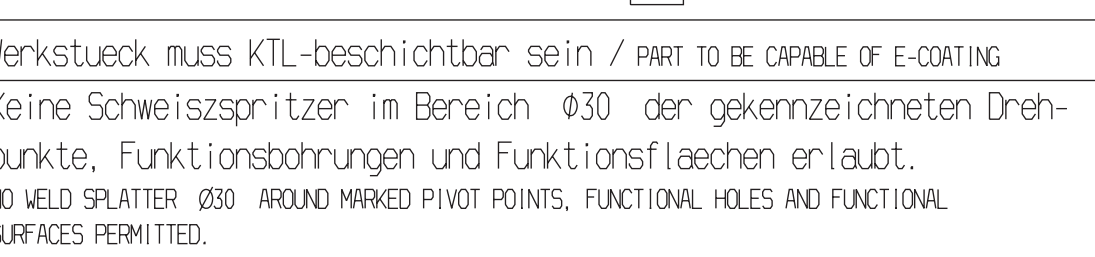 Werkstueck muss KTL-beschichtbar sein / PART TO BE CAPABLE OF E-COATING
Keine Schweiszspritzer im Bereich Ø30 der gekennzeichneten Dreh-
punkte, Funktionsbohrungen und Funktionsflaechen erlaubt.
NO WELD SPLATTER Ø30 AROUND MARKED PIVOT POINTS, FUNCTIONAL HOLES AND FUNCTIONAL
SURFACES PERMITTED.